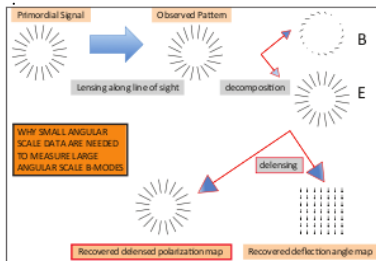 Primordial Signal
Observed Pattern
B
Lensing along line of sight
decomposition
E
WHY SMALL ANGULAR
SCALE DATA ARE NEEDED
TO MEASURE LARGE
ANGULAR SCALE B-MODES
delensing
Recovered delensed polarization map
Recovered deflection angle map